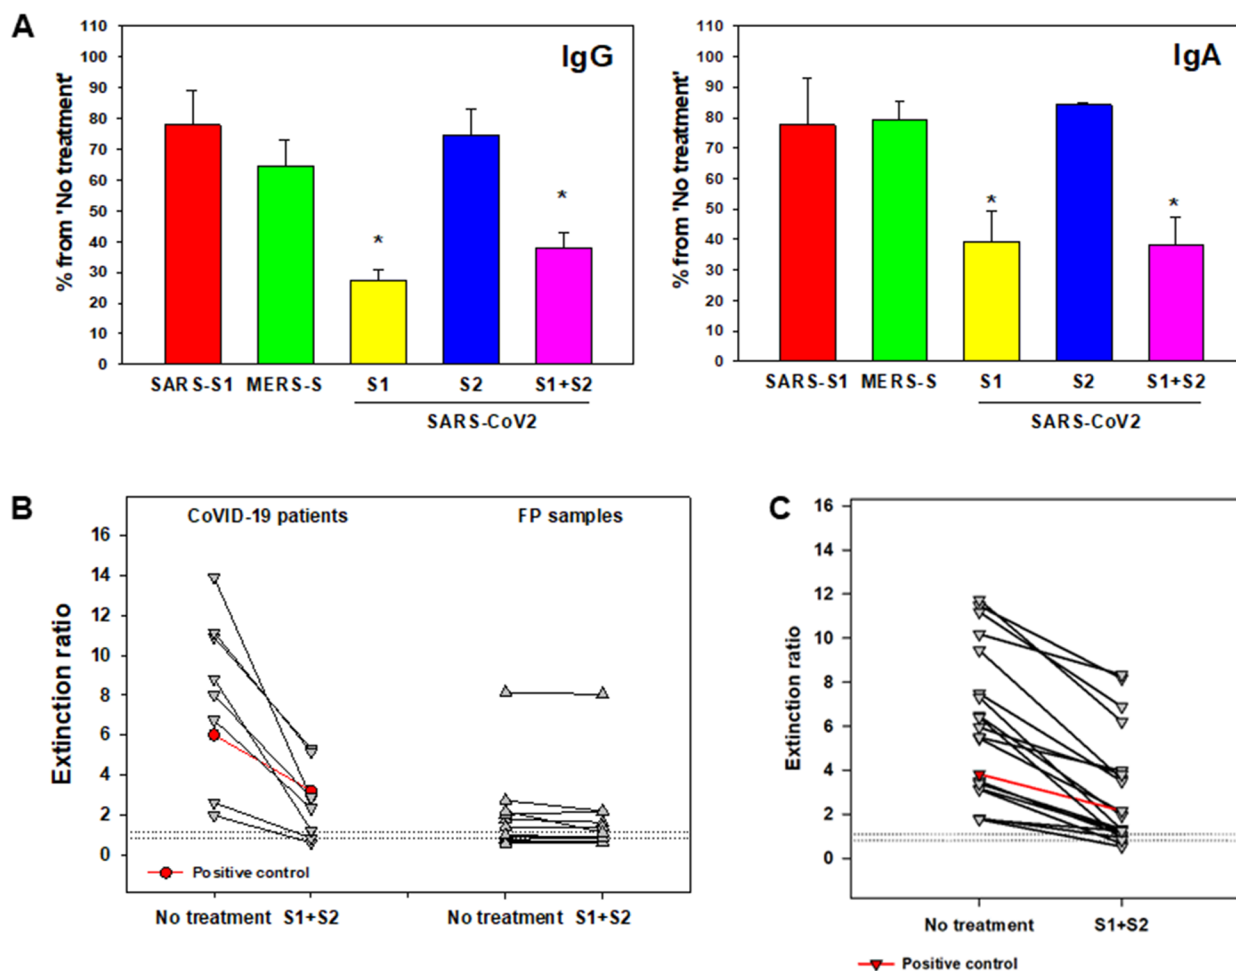 A
110
100
90
80
70
60
50
40
30
20
10
0
% from 'No treatment'
IgG
*
*
SARS-S1 MERS-S S1 S2 S1+S2
SARS-CoV2
110
100
90
80
70
60
50
40
30
20
10
0
% from 'No treatment'
IgA
*
*
SARS-S1 MERS-S S1 S2 S1+S2
SARS-CoV2
B
CoVID-19 patients FP samples
16
14
12
10
8
6
4
2
0
Extinction ratio
Positive control
No treatment S1+S2 No treatment S1+S2
C
16
14
12
10
8
6
4
2
0
Extinction ratio
No treatment S1+S2
Positive control